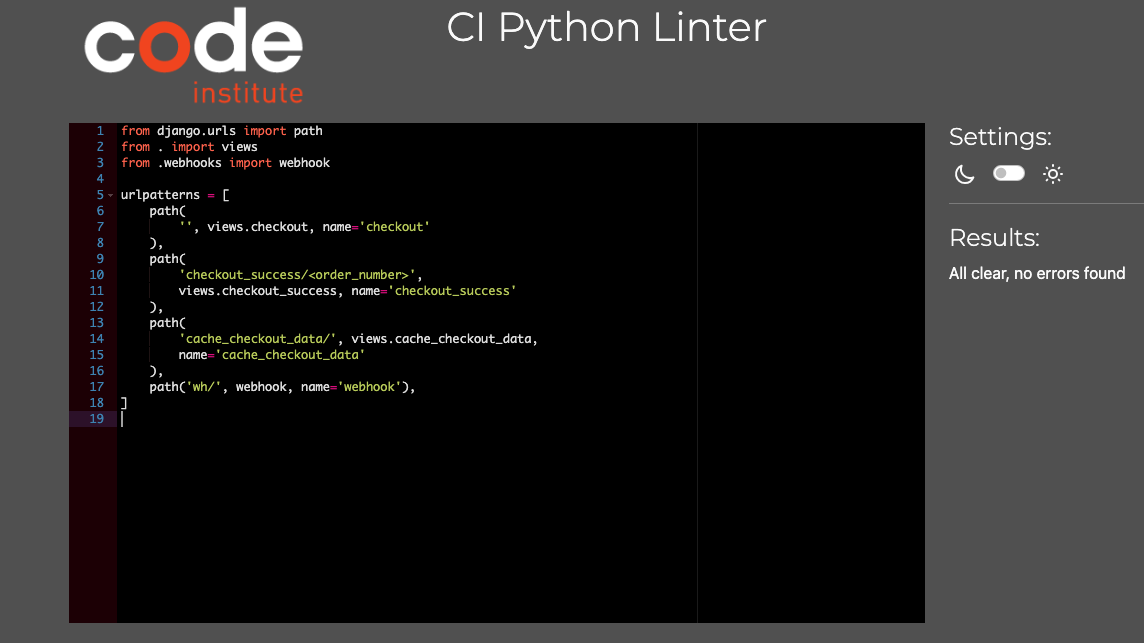 code
institute
CI Python Linter
1 from django.urls import path
2 from . import views
3 from .webhooks import webhook
4
5 urlpatterns = [
6     path(
7         '', views.checkout, name='checkout'
8     ),
9     path(
10         'checkout_success/<order_number>',
11         views.checkout_success, name='checkout_success'
12     ),
13     path(
14         'cache_checkout_data/', views.cache_checkout_data,
15         name='cache_checkout_data'
16     ),
17     path('wh/', webhook, name='webhook'),
18 ]
19
Settings:
Results:
All clear, no errors found